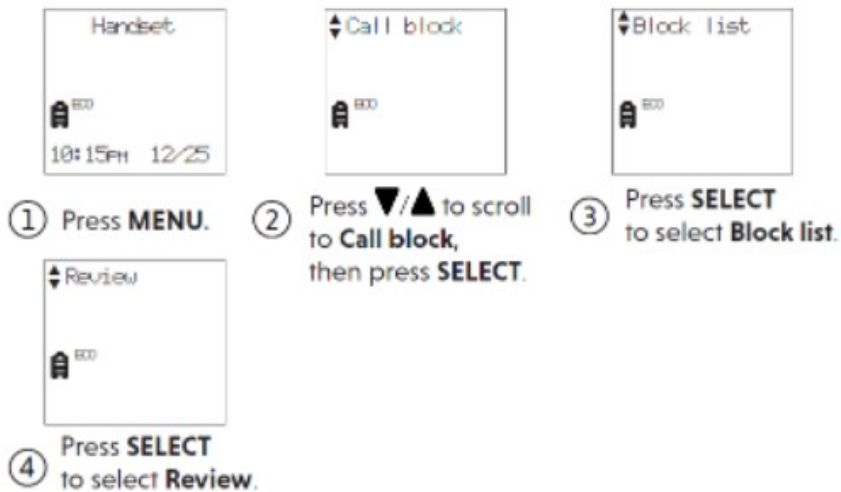 Handset
ECO
10:15PM 12/25
① Press MENU.
Call block
ECO
② Press ▼/▲ to scroll
to Call block,
then press SELECT.
Block list
ECO
③ Press SELECT
to select Block list.
Review
ECO
④ Press SELECT
to select Review.